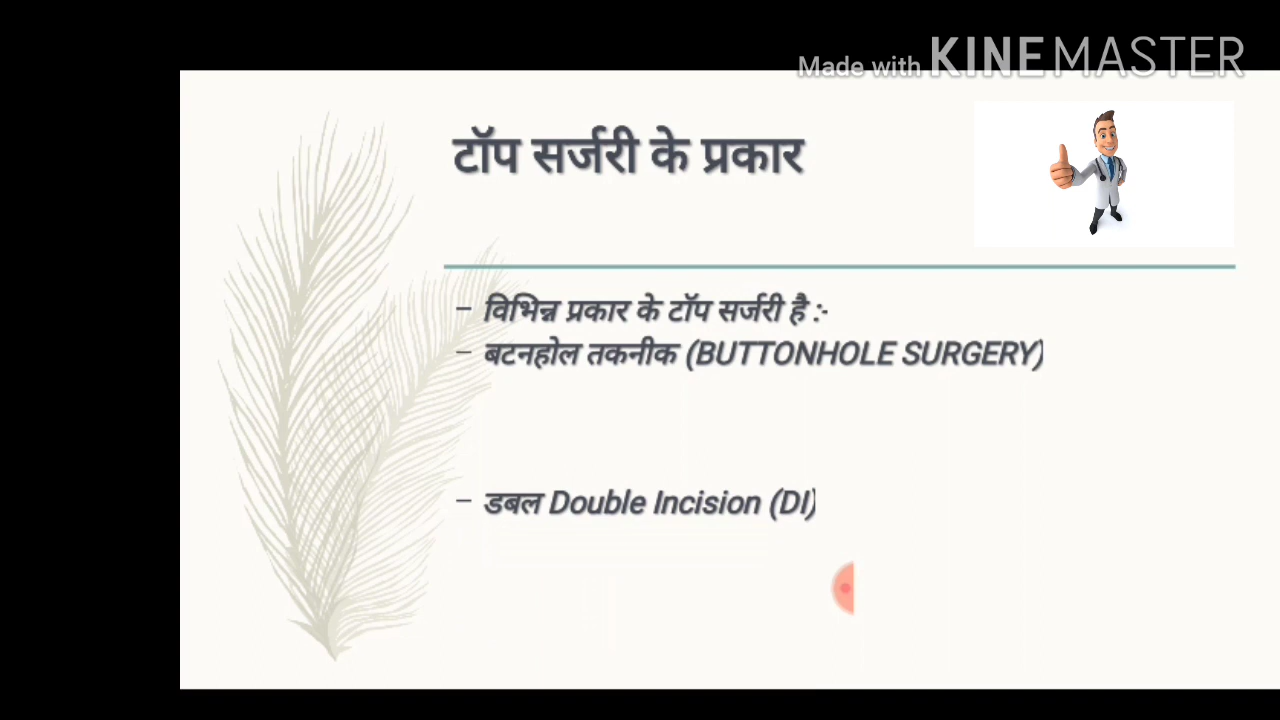 Made with KINEMASTER
टॉप सर्जरी के प्रकार
– विभिन्न प्रकार के टॉप सर्जरी है :-
– बटनहोल तकनीक (BUTTONHOLE SURGERY)
– डबल Double Incision (DI)